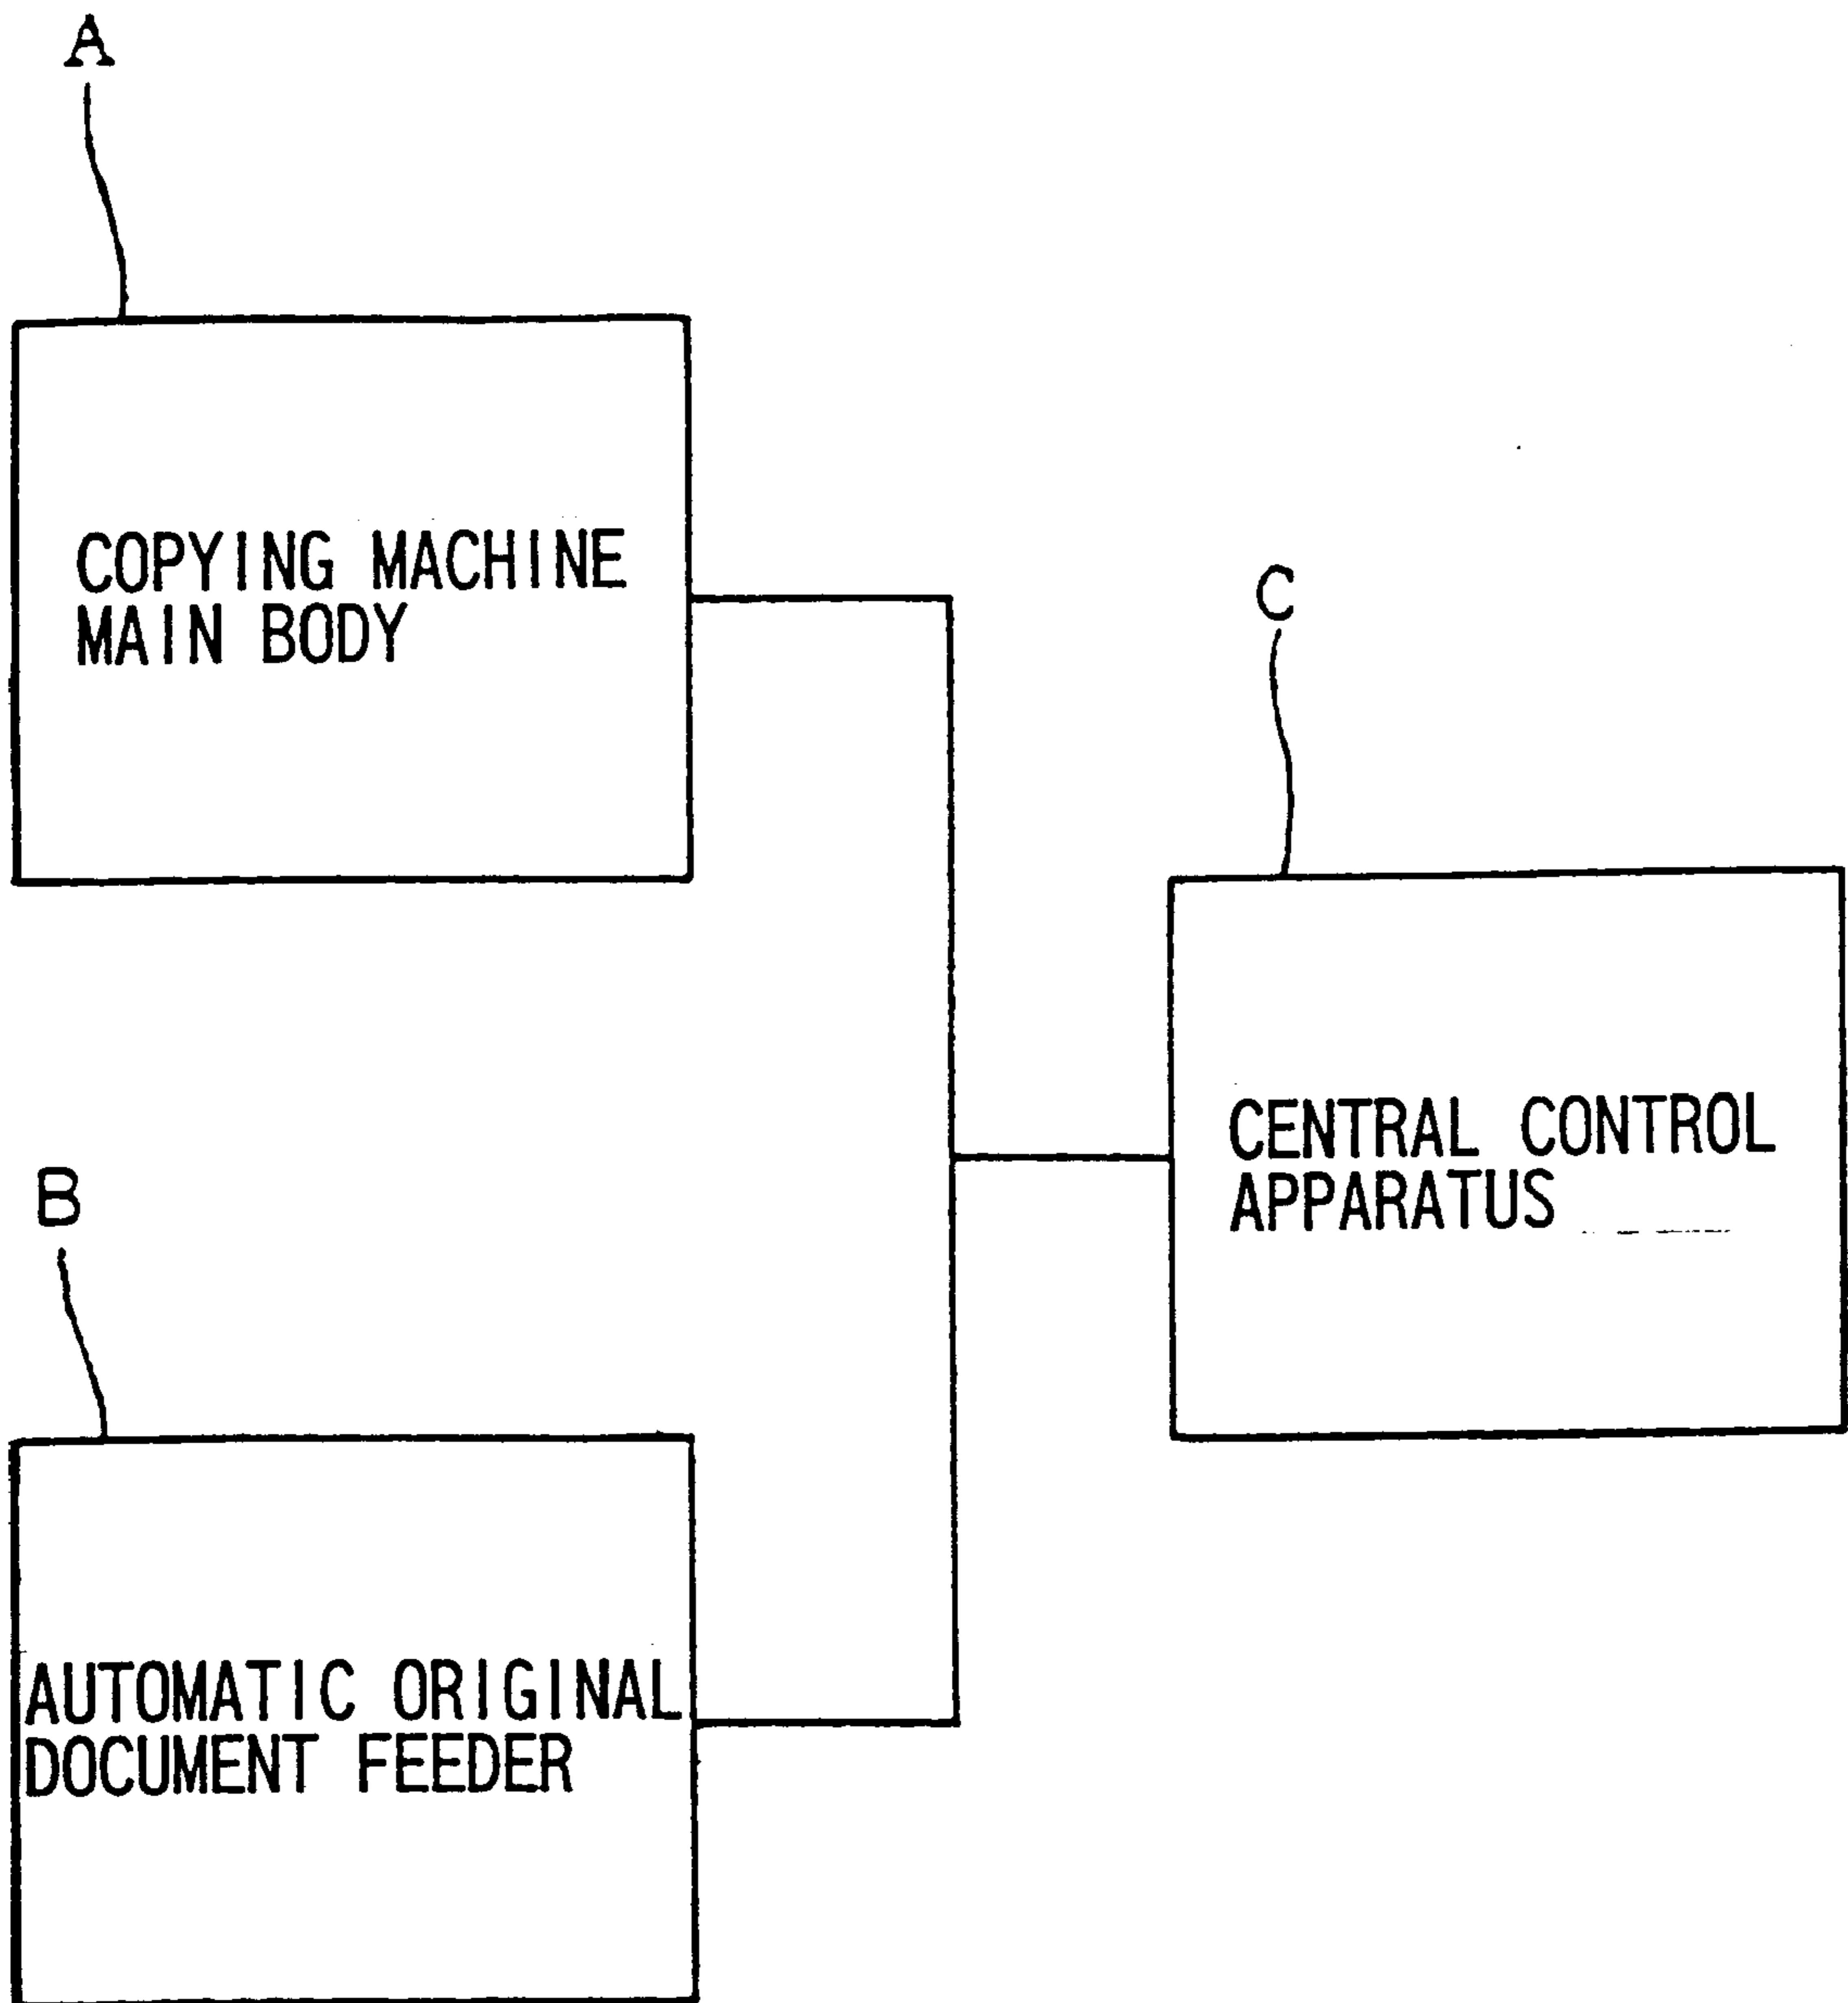 A
COPYING MACHINE
MAIN BODY
C
CENTRAL CONTROL
APPARATUS
B
AUTOMATIC ORIGINAL
DOCUMENT FEEDER